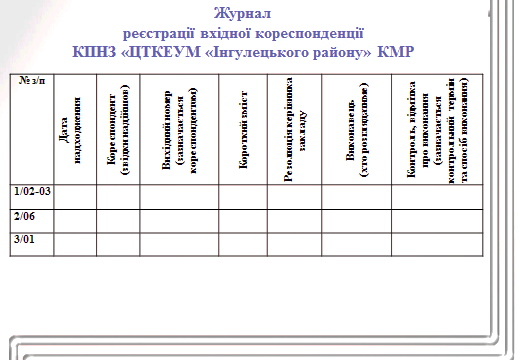 Журнал
реєстрації вхідної кореспонденції
КПНЗ «ЦТКЕУМ «Інгулецького району» КМР
№ з/п
Дата
надходження
Кореспондент
(звідки надійшов)
Вихідний номер
(зазначається
кореспондентом)
Короткий зміст
Резолюція керівника
закладу
Виконавець
(хто розглядатиме)
Контроль, відмітка
про виконання
(зазначається
контрольний термін
та спосіб виконання)
1/02-03
2/06
3/01